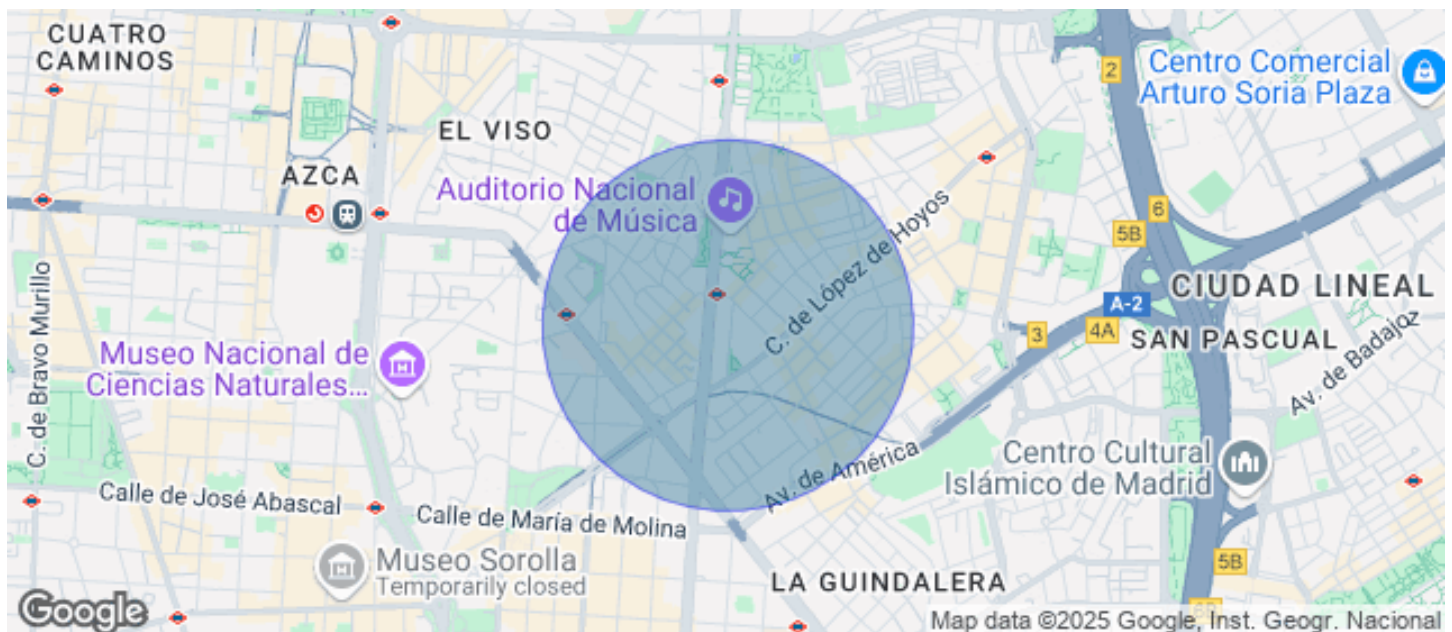 CUATRO
CAMINOS
Centro Comercial
Arturo Soria Plaza
2
EL VISO
AZCA
Auditorio Nacional
de Música
6
5B
C. de López de Hoyos
CIUDAD LINEAL
A-2
4A
3
SAN PASCUAL
C. de Bravo Murillo
Museo Nacional de
Ciencias Naturales...
Av. de Badajoz
Av. de América
Centro Cultural
Islámico de Madrid
Calle de José Abascal
Calle de María de Molina
Museo Sorolla
Temporarily closed
5B
LA GUINDALERA
Google
Map data ©2025 Google, Inst. Geogr. Nacional